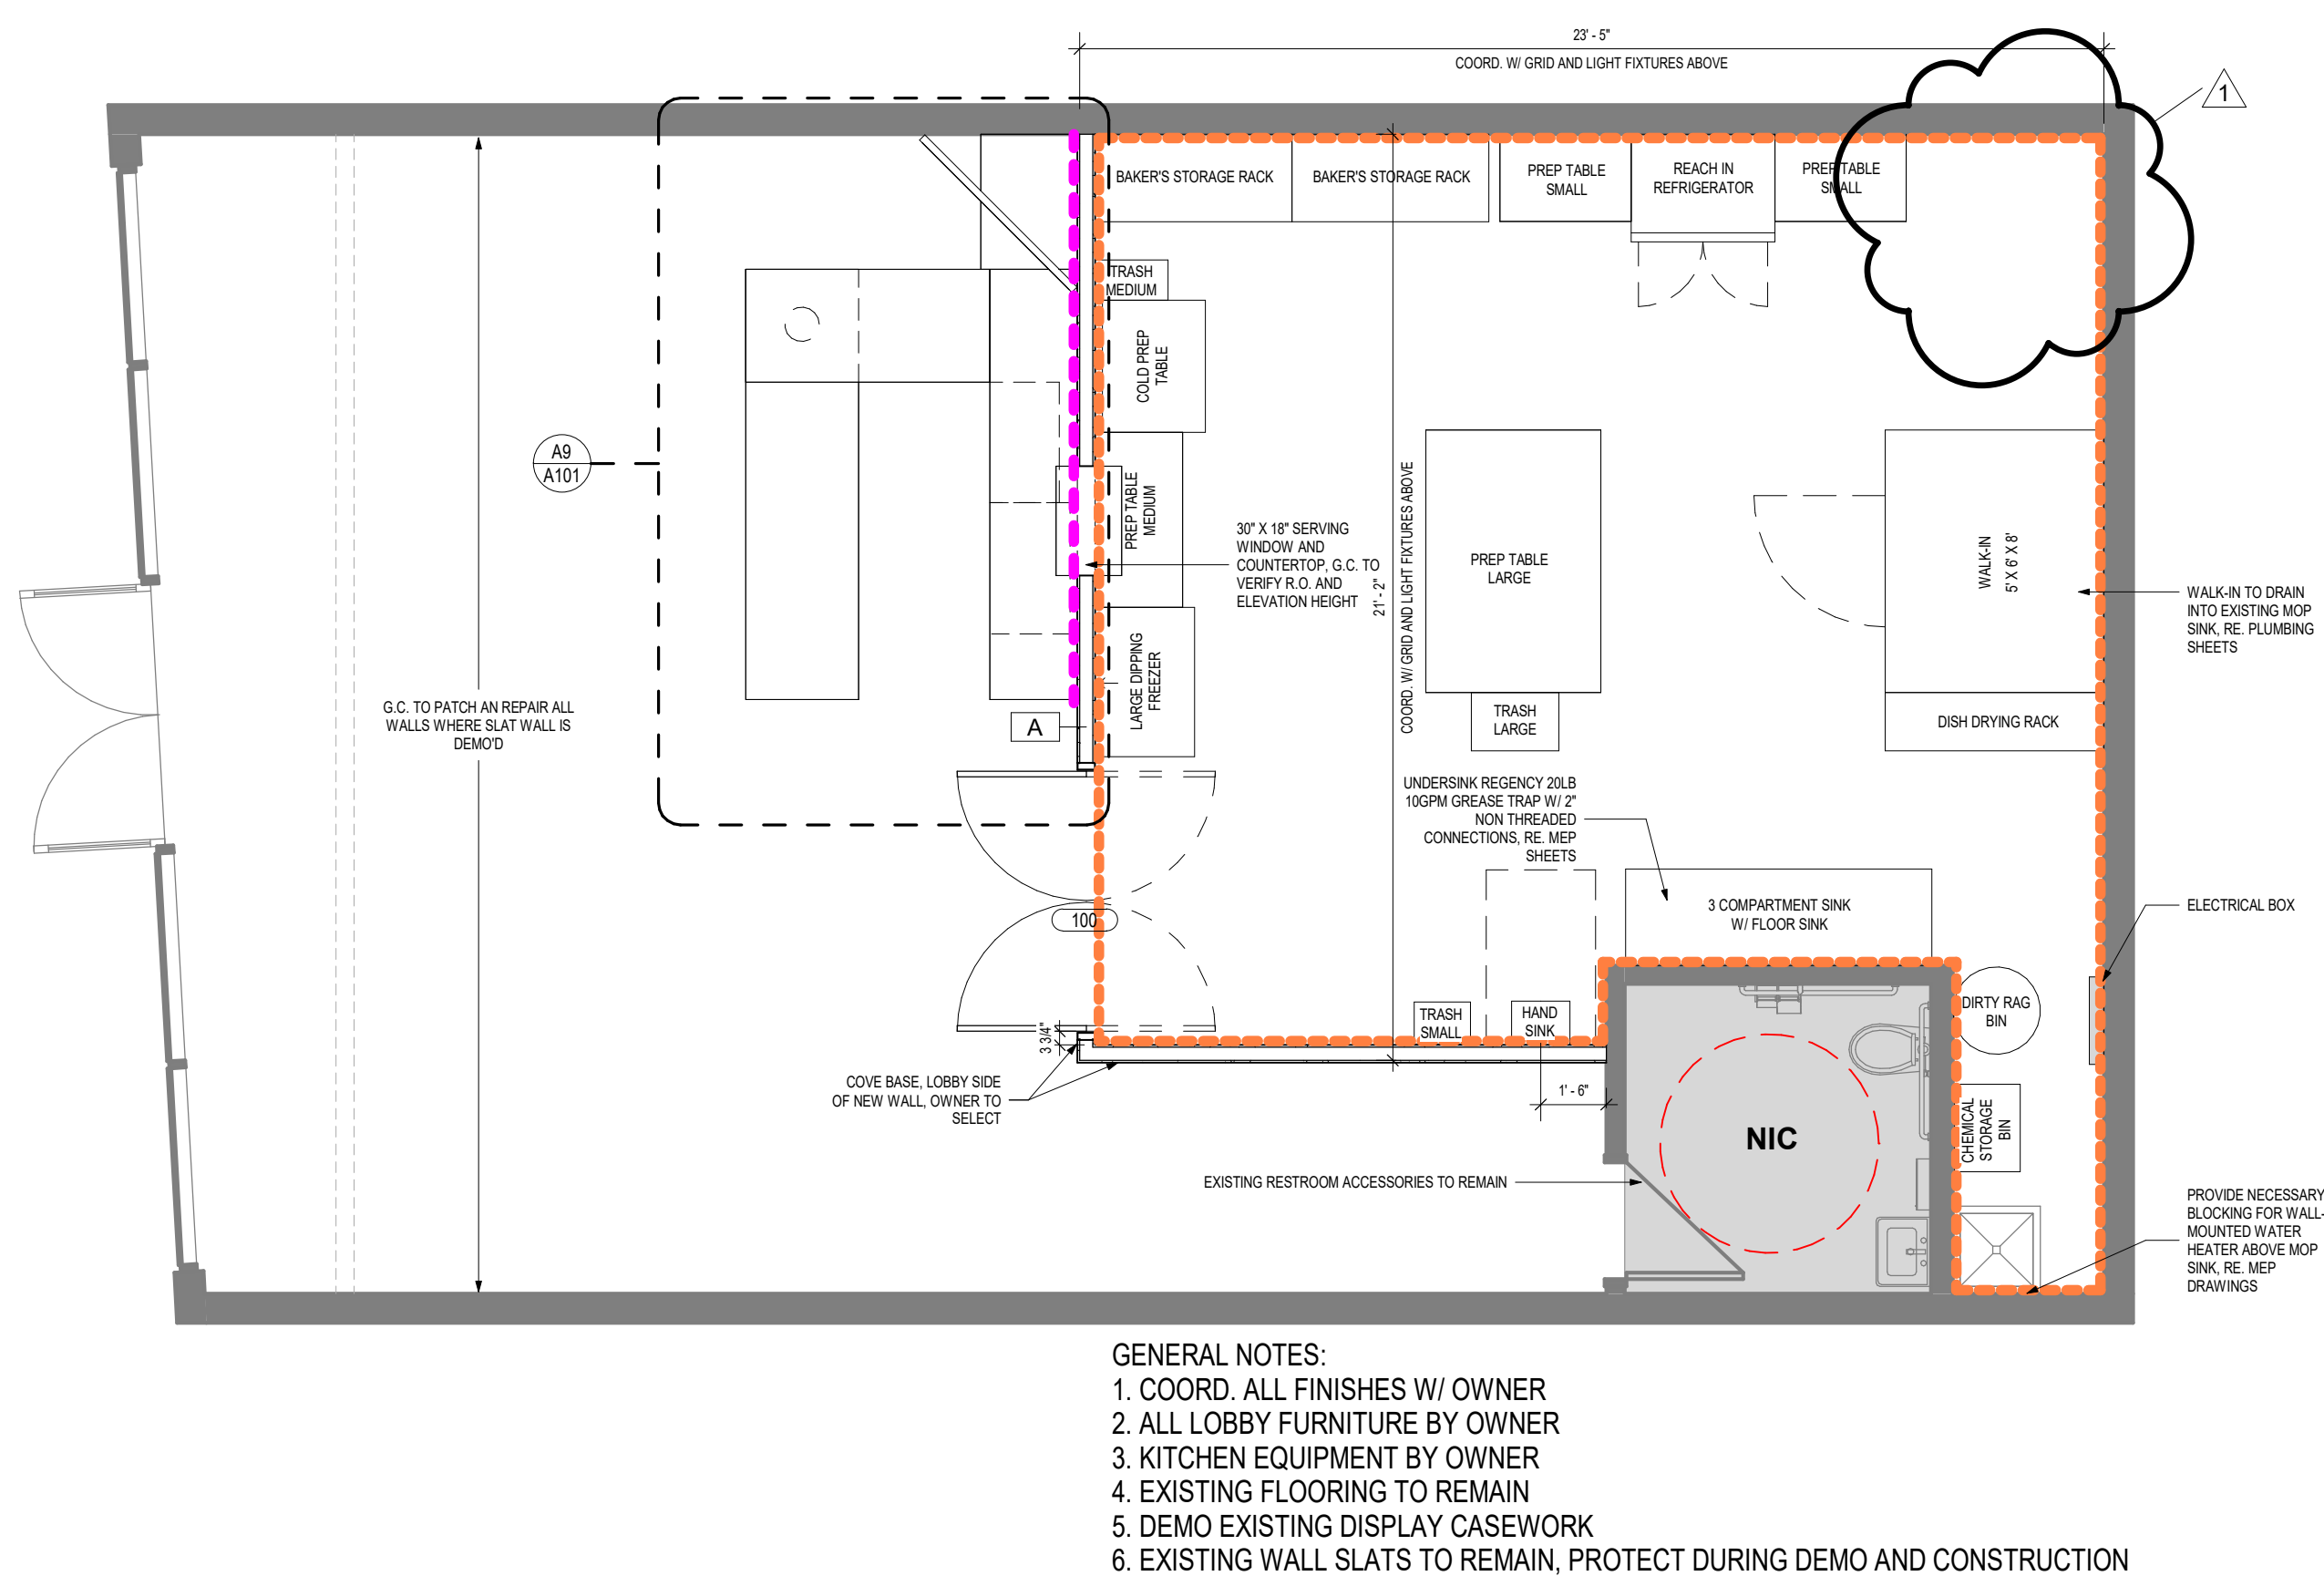 23' - 5"
COORD. W/ GRID AND LIGHT FIXTURES ABOVE
1
BAKER'S STORAGE RACK
BAKER'S STORAGE RACK
PREP TABLE
SMALL
REACH IN
REFRIGERATOR
PREP TABLE
SMALL
TRASH
MEDIUM
COLD PREP
TABLE
A9
A101
PREP TABLE
MEDIUM
30" X 18" SERVING
WINDOW AND
COUNTERTOP, G.C. TO
VERIFY R.O. AND
ELEVATION HEIGHT
21' - 2"
COORD. W/ GRID AND LIGHT FIXTURES ABOVE
PREP TABLE
LARGE
WALK-IN
5' X 6' X 8'
WALK-IN TO DRAIN
INTO EXISTING MOP
SINK, RE. PLUMBING
SHEETS
G.C. TO PATCH AN REPAIR ALL
WALLS WHERE SLAT WALL IS
DEMO'D
A
LARGE DIPPING
FREEZER
TRASH
LARGE
DISH DRYING RACK
UNDERSINK REGENCY 20LB
10GPM GREASE TRAP W/ 2"
NON THREADED
CONNECTIONS, RE. MEP
SHEETS
100
3 COMPARTMENT SINK
W/ FLOOR SINK
ELECTRICAL BOX
TRASH
SMALL
HAND
SINK
DIRTY RAG
BIN
3 3/4"
COVE BASE, LOBBY SIDE
OF NEW WALL, OWNER TO
SELECT
1' - 6"
CHEMICAL
STORAGE
BIN
NIC
EXISTING RESTROOM ACCESSORIES TO REMAIN
PROVIDE NECESSARY
BLOCKING FOR WALL-
MOUNTED WATER
HEATER ABOVE MOP
SINK, RE. MEP
DRAWINGS
GENERAL NOTES:
1. COORD. ALL FINISHES W/ OWNER
2. ALL LOBBY FURNITURE BY OWNER
3. KITCHEN EQUIPMENT BY OWNER
4. EXISTING FLOORING TO REMAIN
5. DEMO EXISTING DISPLAY CASEWORK
6. EXISTING WALL SLATS TO REMAIN, PROTECT DURING DEMO AND CONSTRUCTION